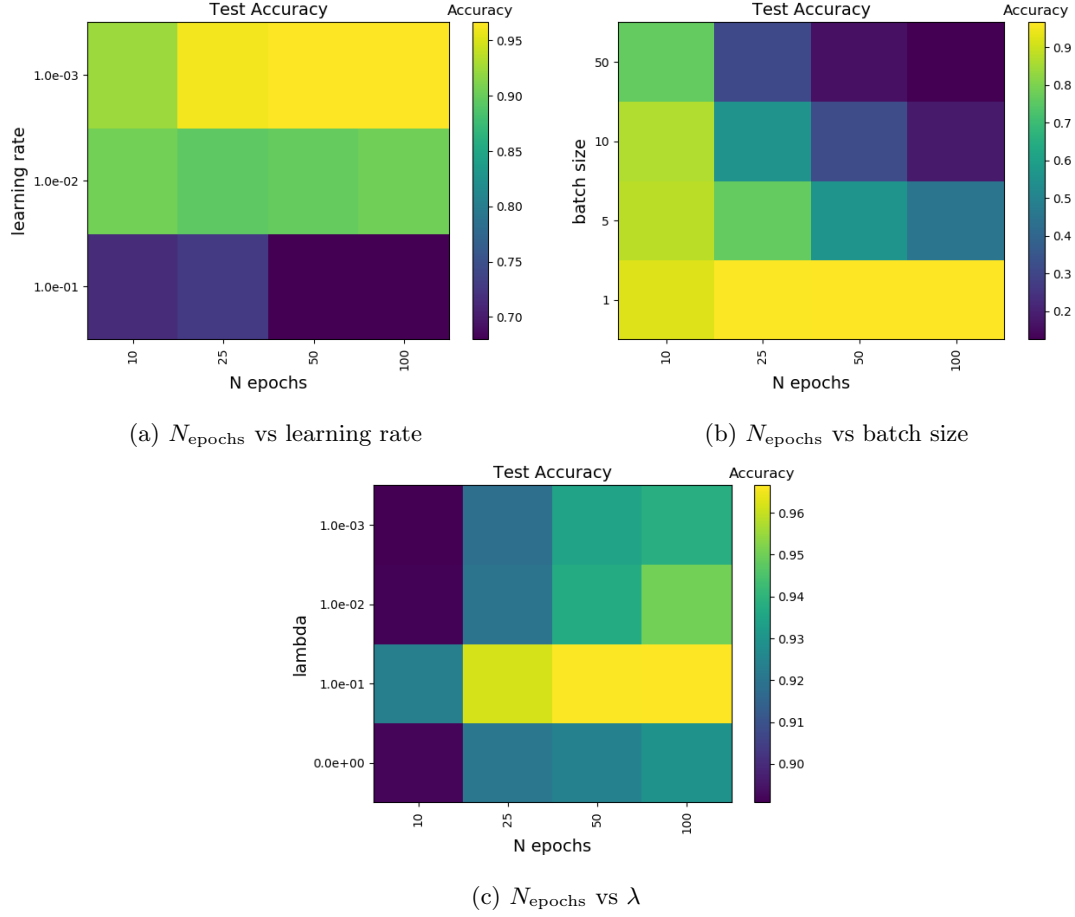 Test Accuracy
Accuracy
learning rate
1.0e-03
1.0e-02
1.0e-01
10
25
50
100
N epochs
0.95
0.90
0.85
0.80
0.75
0.70
(a) N_epochs vs learning rate
Test Accuracy
Accuracy
batch size
50
10
5
1
10
25
50
100
N epochs
0.9
0.8
0.7
0.6
0.5
0.4
0.3
0.2
(b) N_epochs vs batch size
Test Accuracy
Accuracy
lambda
1.0e-03
1.0e-02
1.0e-01
0.0e+00
10
25
50
100
N epochs
0.96
0.95
0.94
0.93
0.92
0.91
0.90
(c) N_epochs vs λ